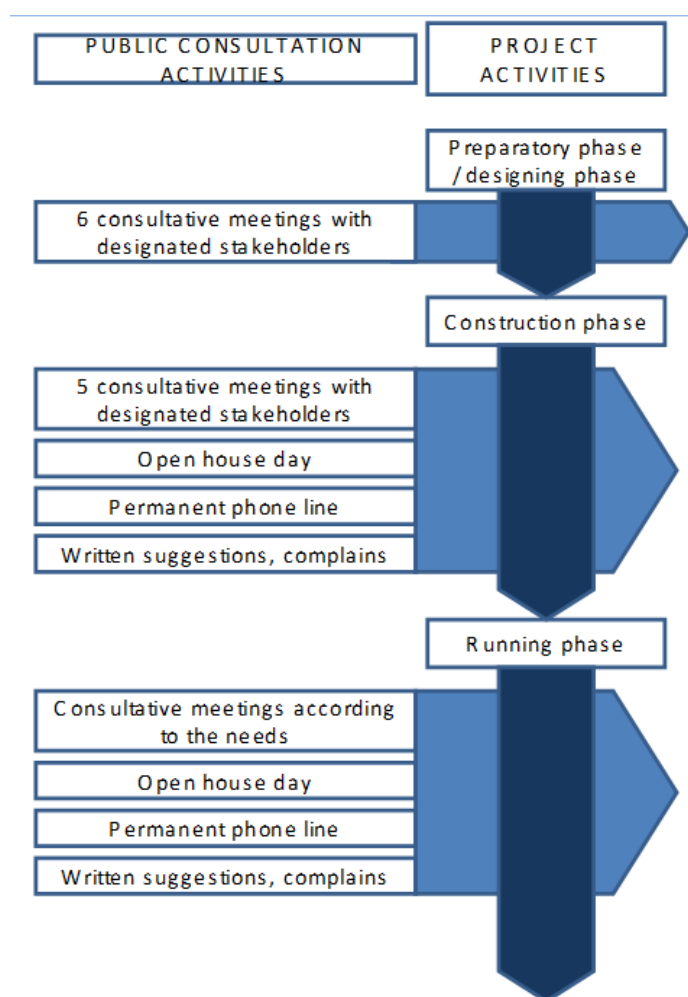 PUBLIC CONSULTATION
ACTIVITIES
PROJECT
ACTIVITIES
Preparatory phase
/designing phase
6 consultative meetings with
designated stakeholders
Construction phase
5 consultative meetings with
designated stakeholders
Open house day
Permanent phone line
Written suggestions, complains
Running phase
Consultative meetings according
to the needs
Open house day
Permanent phone line
Written suggestions, complains